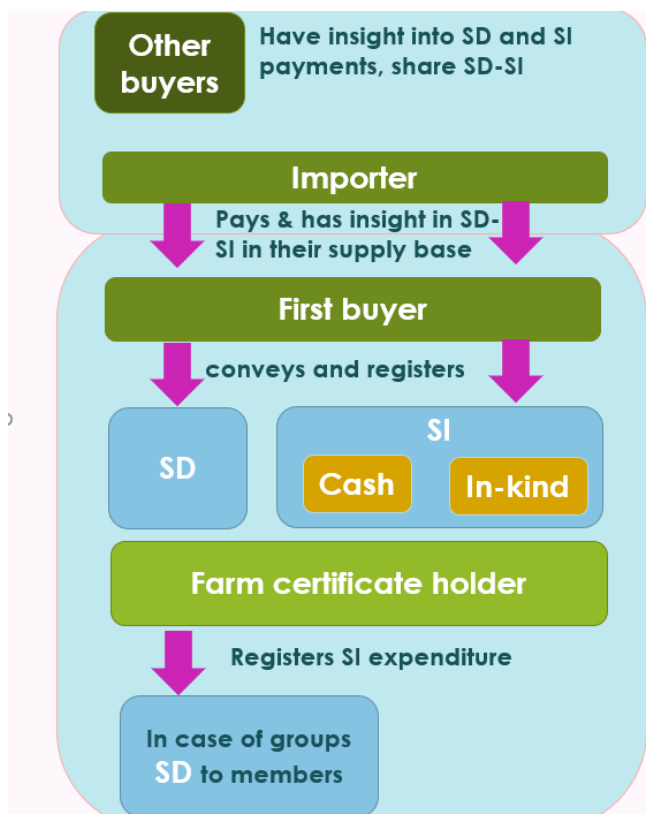 Other
buyers
Have insight into SD and SI
payments, share SD-SI
Importer
Pays & has insight in SD-
SI in their supply base
First buyer
conveys and registers
SD
SI
Cash
In-kind
Farm certificate holder
Registers SI expenditure
In case of groups
SD to members